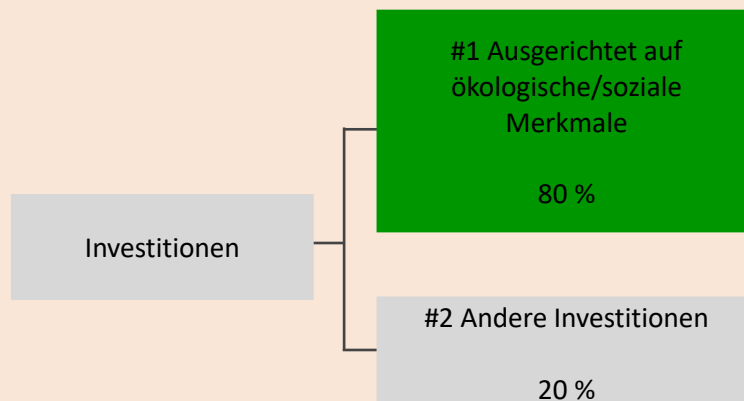 #1 Ausgerichtet auf
ökologische/soziale
Merkmale
80 %
Investitionen
#2 Andere Investitionen
20 %